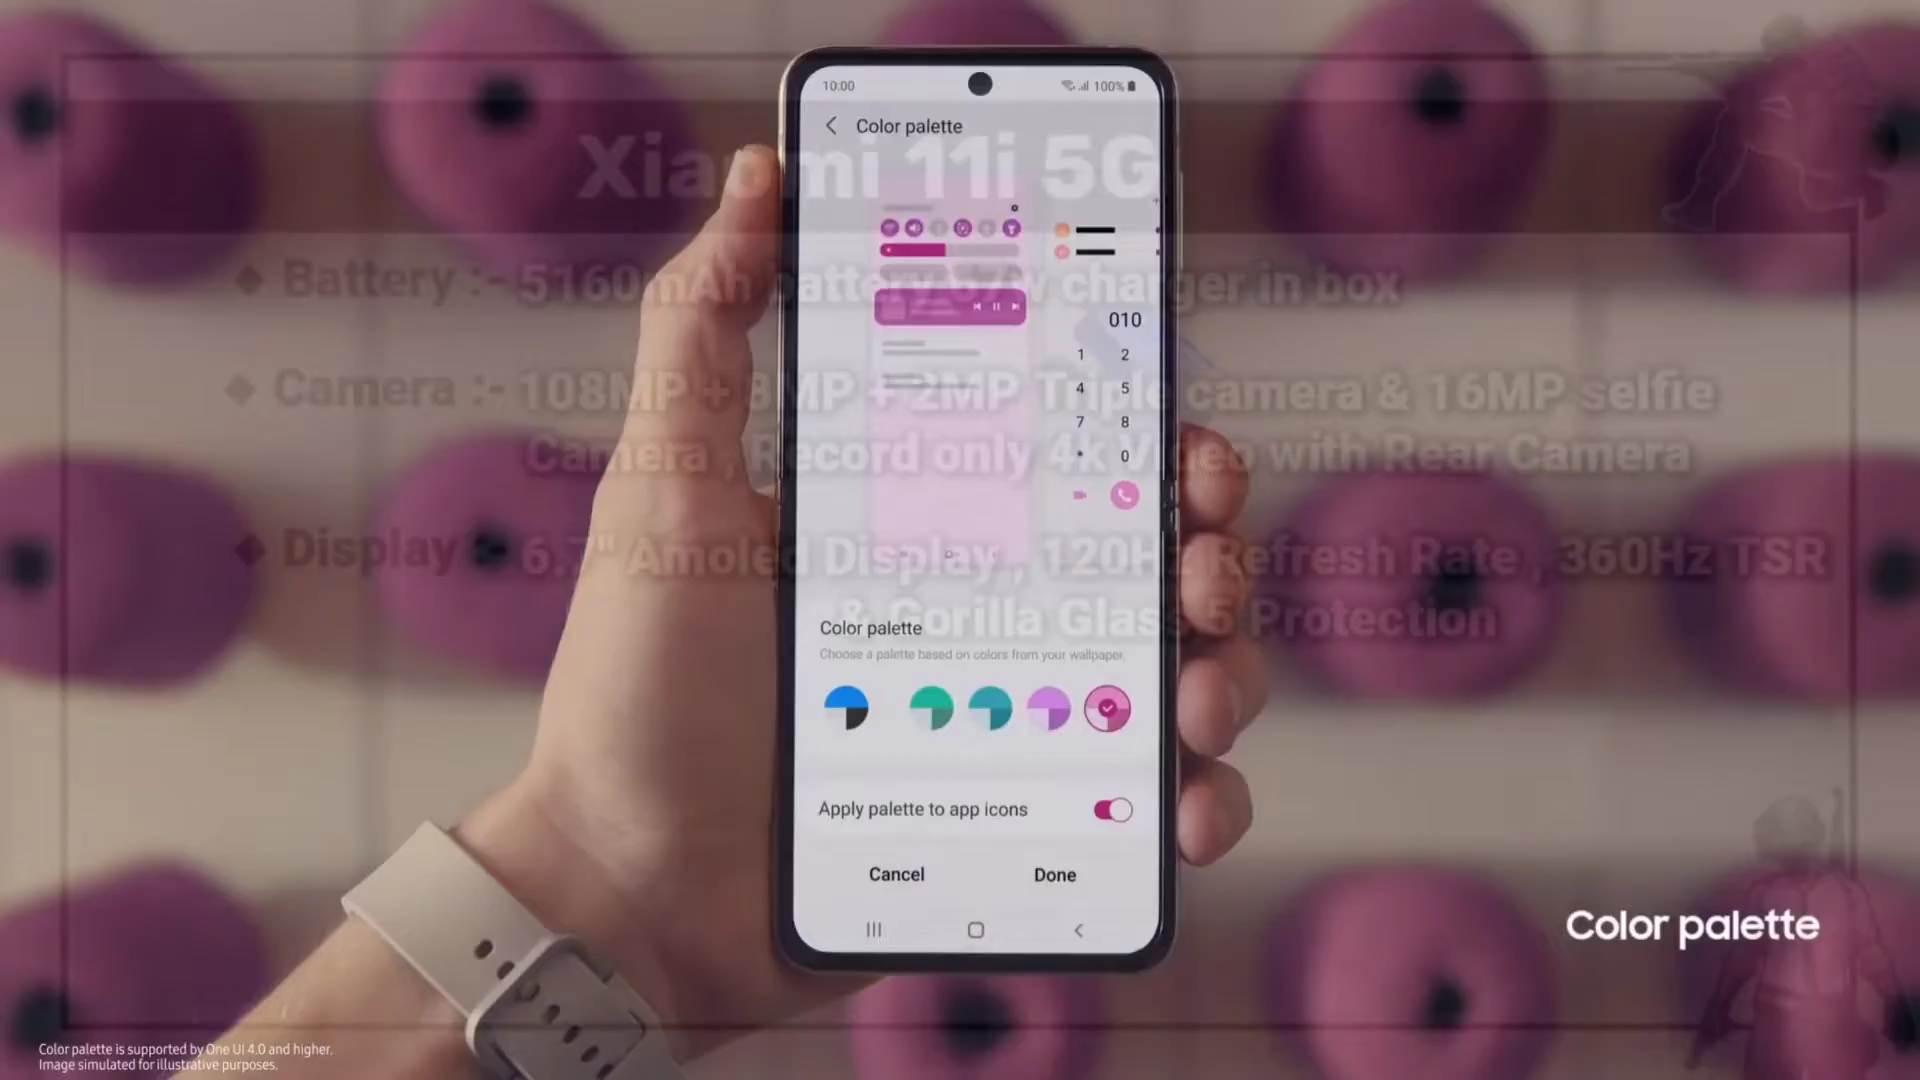 10:00
100%
Color palette
Xiaomi 11i 5G
Battery :- 5160mAh battery 67w charger in box
010
1 2
Camera :- 108MP + 8MP + 2MP Triple camera & 16MP selfie
4 5
7 8
Camera , Record only 4k Video with Rear Camera
* 0
Display :- 6.7" Amoled Display , 120Hz Refresh Rate , 360Hz TSR
& Gorilla Glass 5 Protection
Color palette
Choose a palette based on colors from your wallpaper.
Apply palette to app icons
Cancel Done
Color palette
Color palette is supported by One UI 4.0 and higher.
Image simulated for illustrative purposes.